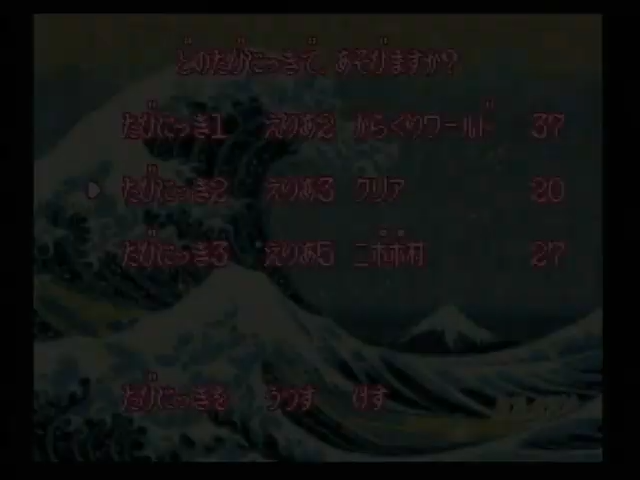 どのたびにっきで、あそびますか?
たびにっき1 えりあ2 からくりワールド 37
たびにっき2 えりあ3 クリア 20
たびにっき3 えりあ5 ニポポ村 27
たびにっきを うつす けす